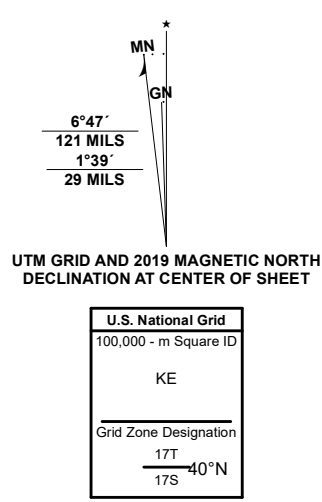 ★
MN
GN
6°47´
121 MILS
1°39´
29 MILS
UTM GRID AND 2019 MAGNETIC NORTH
DECLINATION AT CENTER OF SHEET
U.S. National Grid
100,000 - m Square ID
KE
Grid Zone Designation
17T
40°N
17S